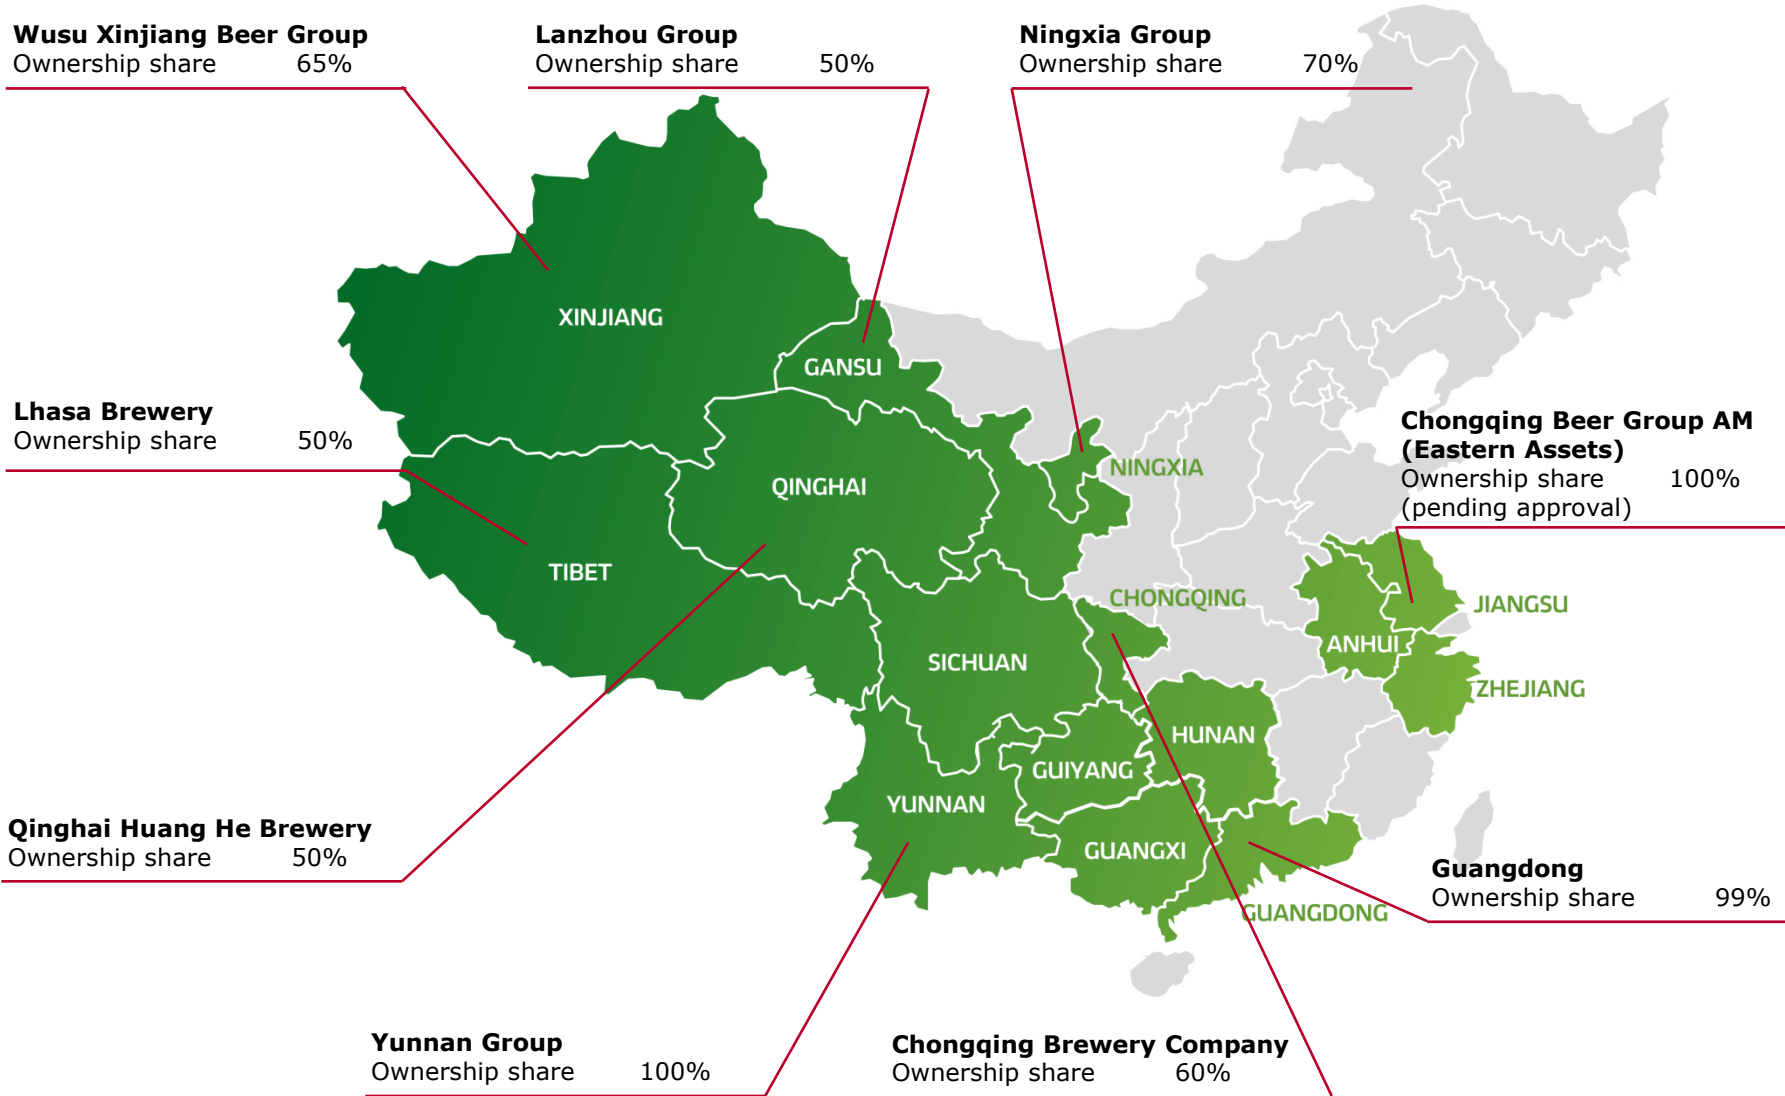 Wusu Xinjiang Beer Group
Ownership share 65%
Lanzhou Group
Ownership share 50%
Ningxia Group
Ownership share 70%
XINJIANG
GANSU
Lhasa Brewery
Ownership share 50%
Chongqing Beer Group AM
(Eastern Assets)
Ownership share 100%
(pending approval)
NINGXIA
QINGHAI
TIBET
CHONGQING
JIANGSU
ANHUI
SICHUAN
ZHEJIANG
HUNAN
GUIYANG
YUNNAN
GUANGXI
Qinghai Huang He Brewery
Ownership share 50%
Guangdong
Ownership share 99%
GUANGDONG
Yunnan Group
Ownership share 100%
Chongqing Brewery Company
Ownership share 60%